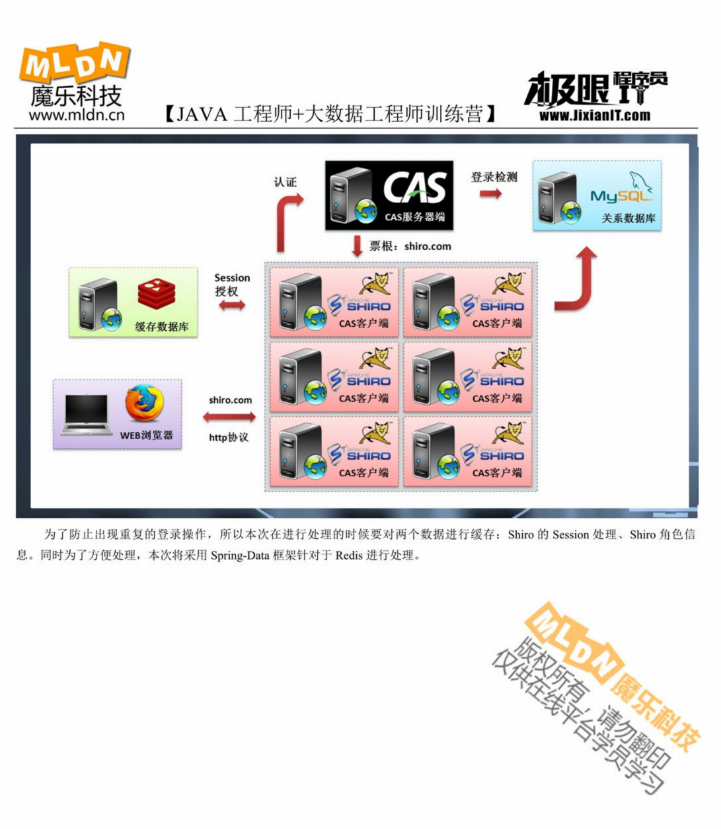 MLDN
魔乐科技
www.mldn.cn
【JAVA 工程师+大数据工程师训练营】
极限IT程序员
www.JixianIT.com
认证
CAS
CAS服务器端
登录检测
MySQL
关系数据库
票根：shiro.com
Session
授权
缓存数据库
APACHE
SHIRO
CAS客户端
APACHE
SHIRO
CAS客户端
APACHE
SHIRO
CAS客户端
APACHE
SHIRO
CAS客户端
shiro.com
http协议
WEB浏览器
APACHE
SHIRO
CAS客户端
APACHE
SHIRO
CAS客户端
为了防止出现重复的登录操作，所以本次在进行处理的时候要对两个数据进行缓存：Shiro 的 Session 处理、Shiro 角色信
息。同时为了方便处理，本次将采用 Spring-Data 框架针对于 Redis 进行处理。
MLDN 魔乐科技
版权所有，请勿翻印
仅供在线平台学员学习